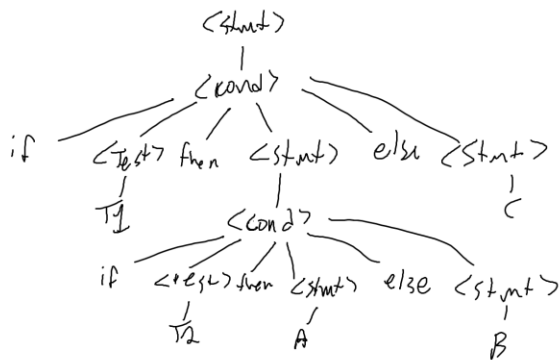 <stmt>
<cond>
if <Test> then <stmt> else <stmt>
T1 C
<cond>
if <test> then <stmt> else <stmt>
T2 A B